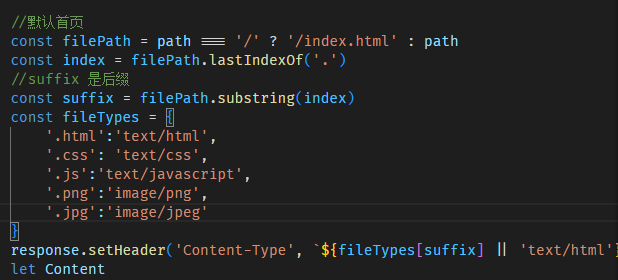 //默认首页
const filePath = path === '/' ? '/index.html' : path
const index = filePath.lastIndexOf('.')
//suffix 是后缀
const suffix = filePath.substring(index)
const fileTypes = {
    '.html':'text/html',
    '.css': 'text/css',
    '.js':'text/javascript',
    '.png':'image/png',
    '.jpg':'image/jpeg'
}
response.setHeader('Content-Type', `${fileTypes[suffix] || 'text/html'}
let Content